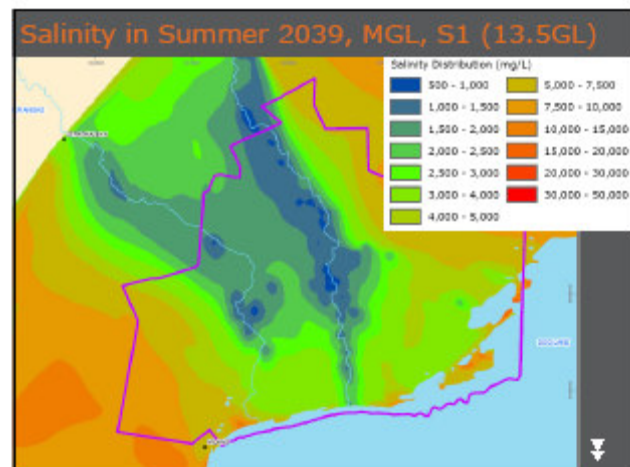 Salinity in Summer 2039, MGL, S1 (13.5GL)
Salinity Distribution (mg/L)
500 - 1,000
1,000 - 1,500
1,500 - 2,000
2,000 - 2,500
2,500 - 3,000
3,000 - 4,000
4,000 - 5,000
5,000 - 7,500
7,500 - 10,000
10,000 - 15,000
15,000 - 20,000
20,000 - 30,000
30,000 - 50,000